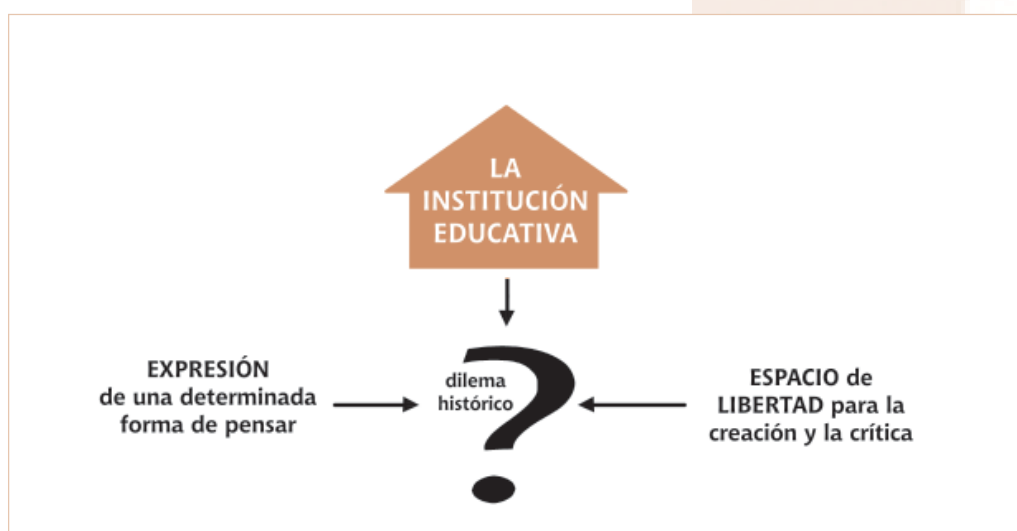 LA
INSTITUCIÓN
EDUCATIVA
EXPRESIÓN
de una determinada
forma de pensar
dilema
histórico
ESPACIO de
LIBERTAD para la
creación y la crítica